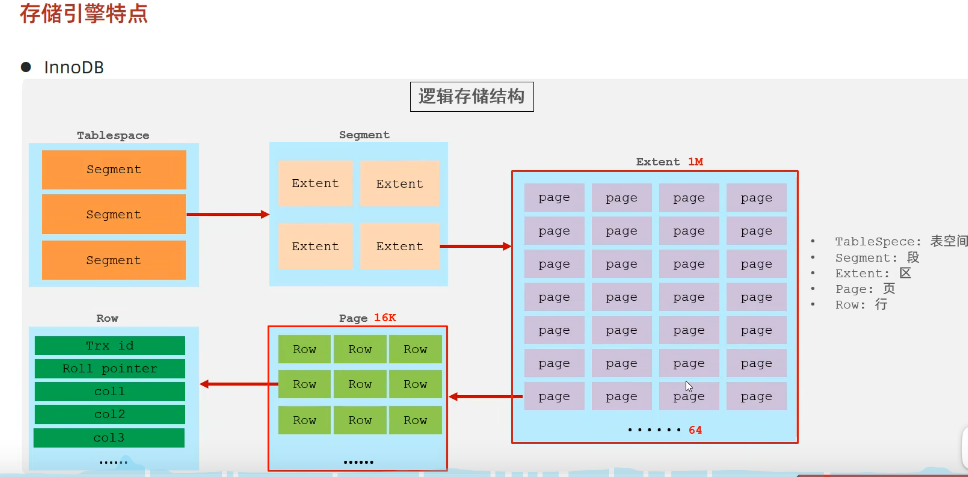 存储引擎特点
● InnoDB
逻辑存储结构
Tablespace
Segment
Segment
Segment
Segment
Extent Extent
Extent Extent
Extent 1M
page page page page
page page page page
page page page page
page page page page
page page page page
page page page page
page page page page
······ 64
• TableSpece: 表空间
• Segment: 段
• Extent: 区
• Page: 页
• Row: 行
Row
Trx id
Roll pointer
col1
col2
col3
······
Page 16K
Row Row Row
Row Row Row
Row Row Row
······